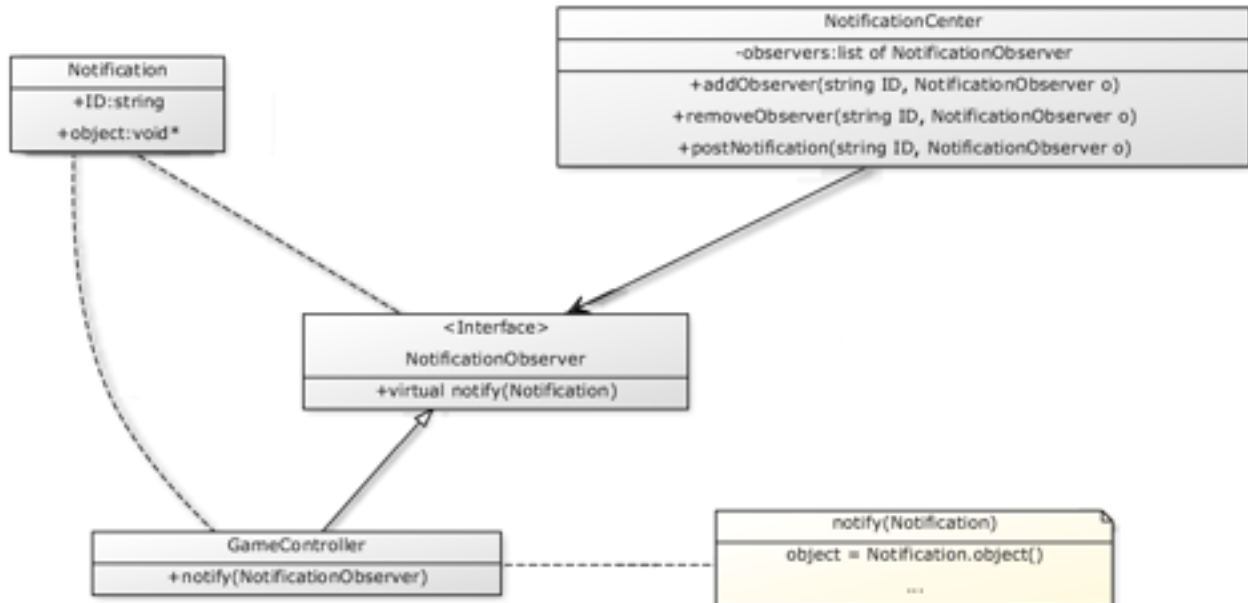 NotificationCenter
-observers:list of NotificationObserver
+addObserver(string ID, NotificationObserver o)
+removeObserver(string ID, NotificationObserver o)
+postNotification(string ID, NotificationObserver o)
Notification
+ID:string
+object:void*
<Interface>
NotificationObserver
+virtual notify(Notification)
GameController
+notify(NotificationObserver)
notify(Notification)
object = Notification.object()
...